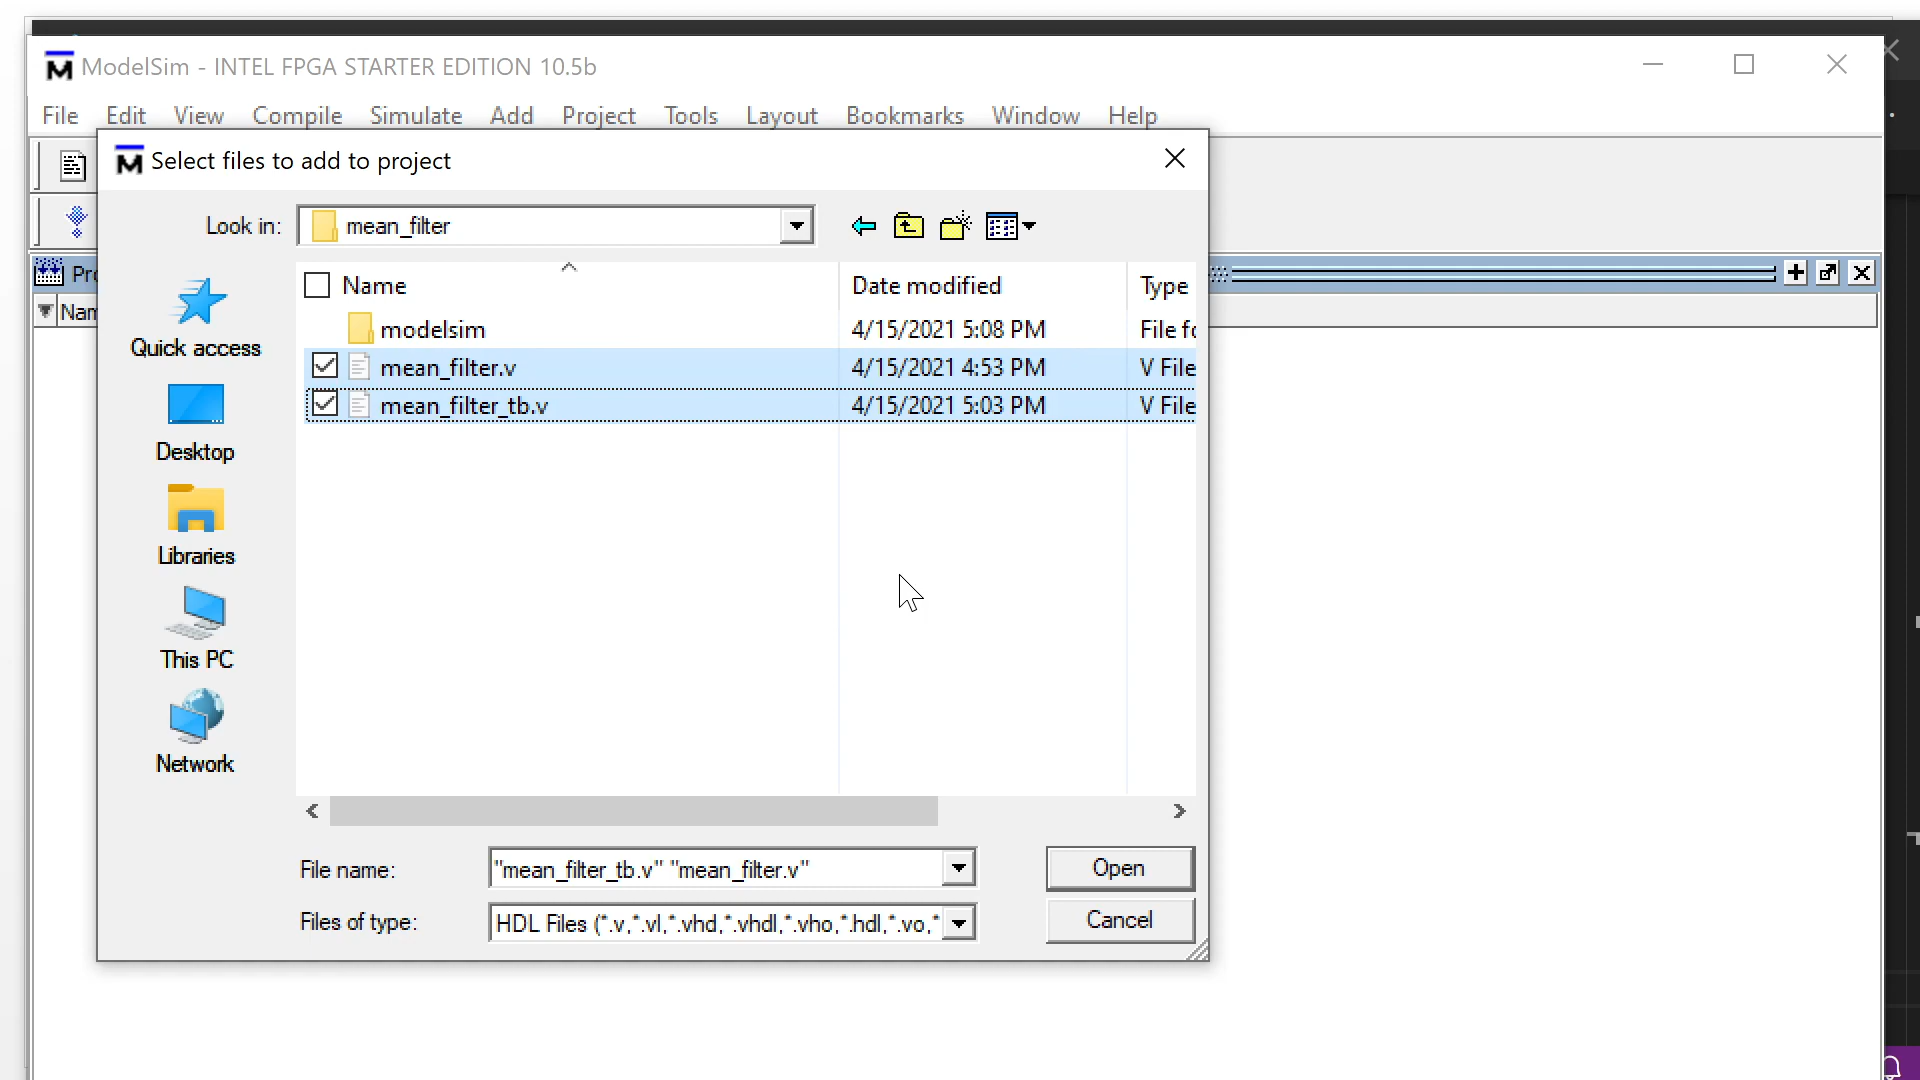 ModelSim - INTEL FPGA STARTER EDITION 10.5b
File Edit View Compile Simulate Add Project Tools Layout Bookmarks Window Help
Select files to add to project
Look in: mean_filter
Name Date modified Type
modelsim 4/15/2021 5:08 PM File
mean_filter.v 4/15/2021 4:53 PM V File
mean_filter_tb.v 4/15/2021 5:03 PM V File
Quick access
Desktop
Libraries
This PC
Network
File name: "mean_filter_tb.v" "mean_filter.v" Open
Files of type: HDL Files (*.v,*.vl,*.vhd,*.vhdl,*.vho,*.hdl,*.vo,* Cancel